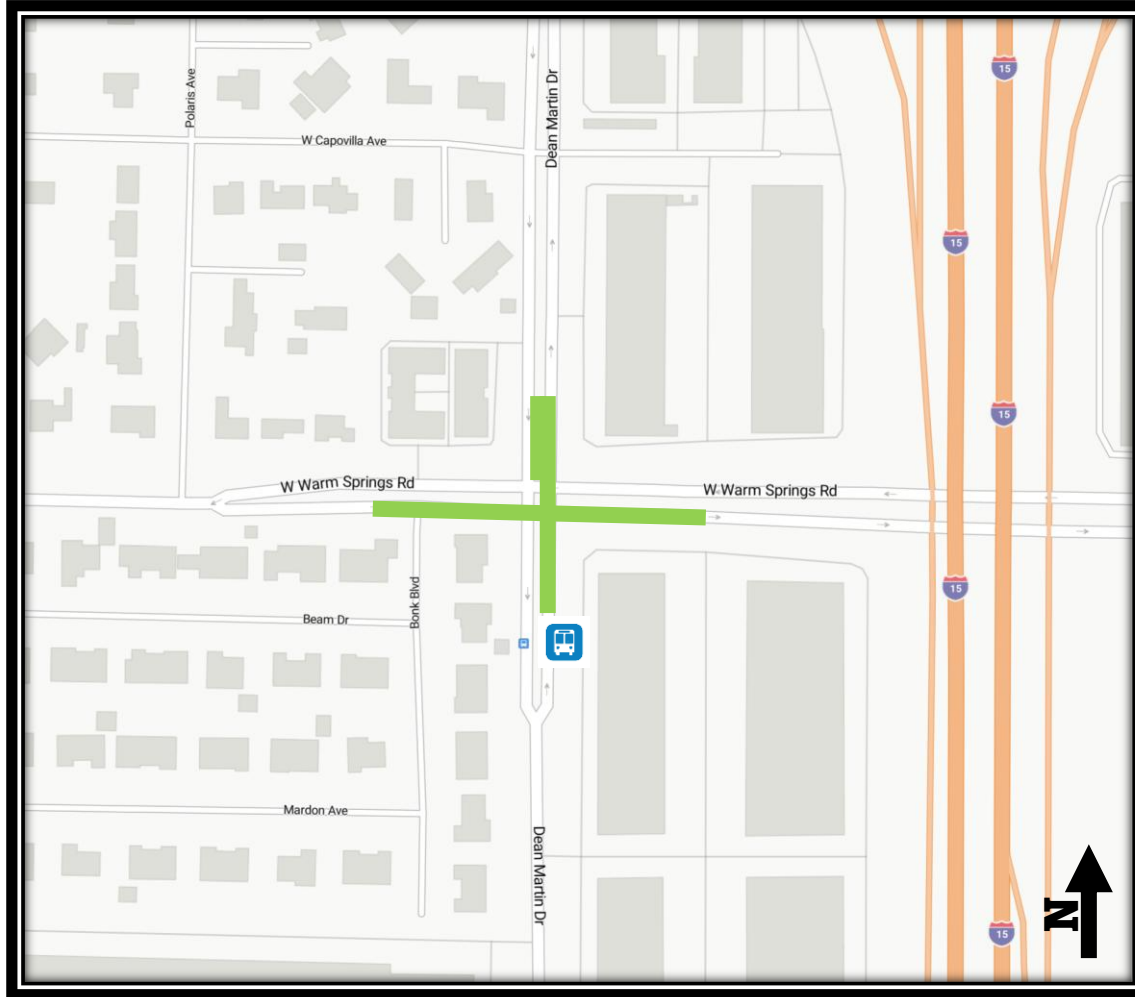 15
Polaris Ave
Dean Martin Dr
W Capovilla Ave
15
15
W Warm Springs Rd
W Warm Springs Rd
15
Bonk Blvd
Beam Dr
Mardon Ave
Dean Martin Dr
N
15